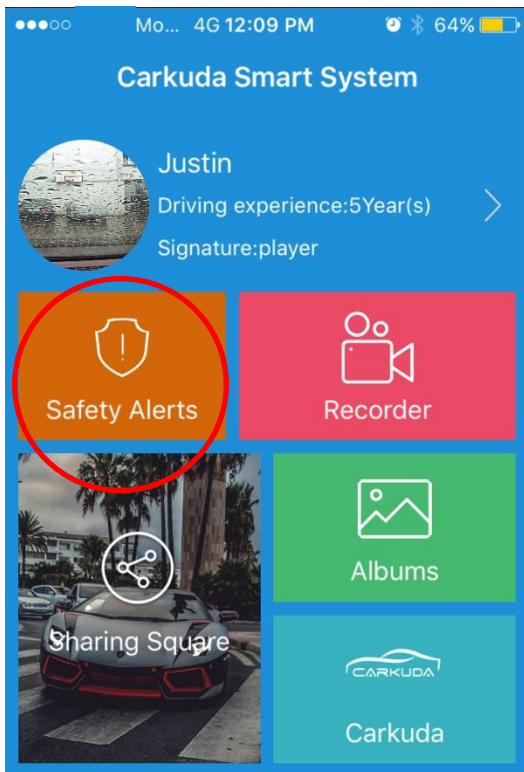 Mo... 4G 12:09 PM 64%
Carkuda Smart System
Justin
Driving experience:5Year(s)
Signature:player
Safety Alerts
Recorder
Albums
Sharing Square
CARKUDA
Carkuda